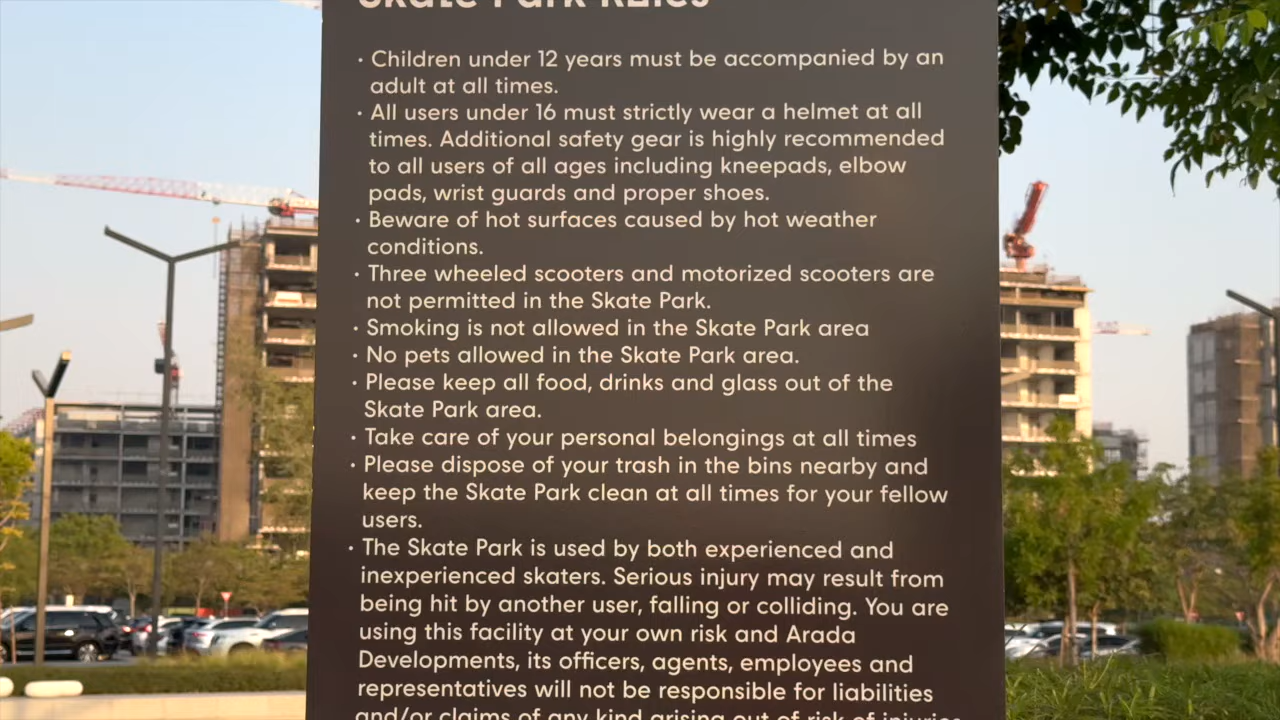 Skate Park Rules
· Children under 12 years must be accompanied by an
adult at all times.
· All users under 16 must strictly wear a helmet at all
times. Additional safety gear is highly recommended
to all users of all ages including kneepads, elbow
pads, wrist guards and proper shoes.
· Beware of hot surfaces caused by hot weather
conditions.
· Three wheeled scooters and motorized scooters are
not permitted in the Skate Park.
· Smoking is not allowed in the Skate Park area
· No pets allowed in the Skate Park area.
· Please keep all food, drinks and glass out of the
Skate Park area.
· Take care of your personal belongings at all times
· Please dispose of your trash in the bins nearby and
keep the Skate Park clean at all times for your fellow
users.
· The Skate Park is used by both experienced and
inexperienced skaters. Serious injury may result from
being hit by another user, falling or colliding. You are
using this facility at your own risk and Arada
Developments, its officers, agents, employees and
representatives will not be responsible for liabilities
and/or claims of any kind arising out of risk of injuries